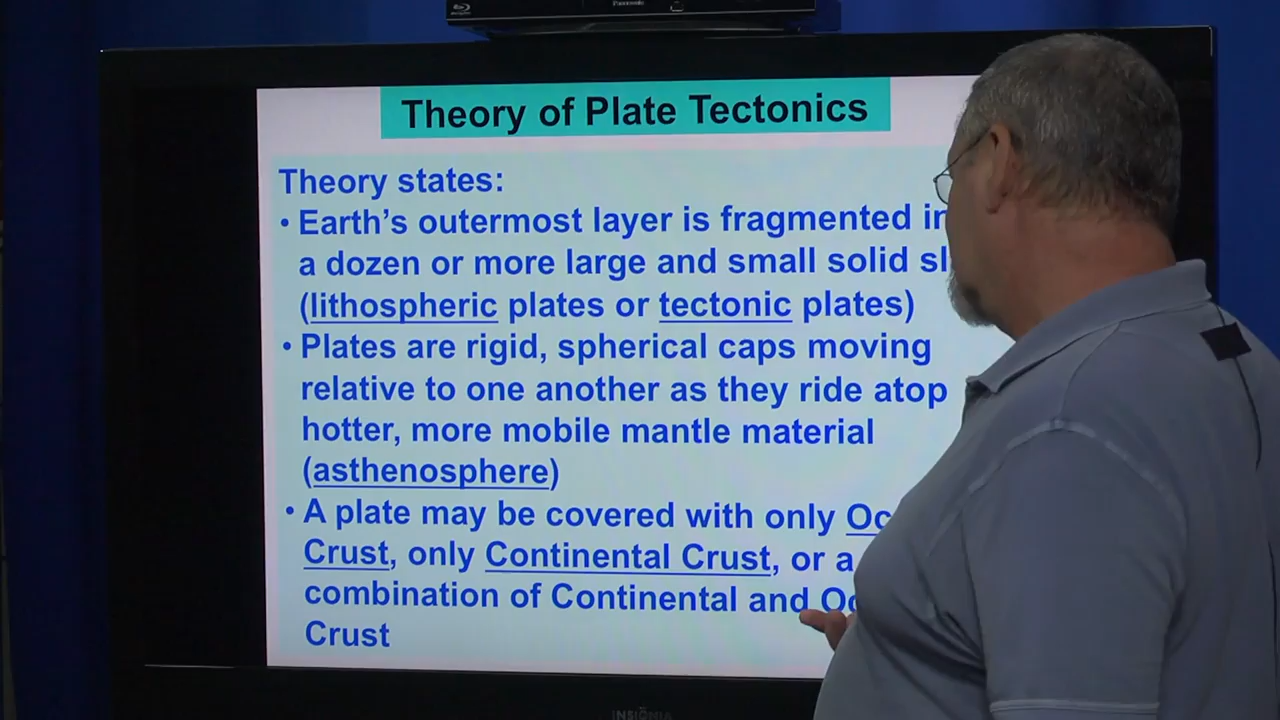 Panasonic
Theory of Plate Tectonics
Theory states:
• Earth's outermost layer is fragmented in
a dozen or more large and small solid sl
(lithospheric plates or tectonic plates)
• Plates are rigid, spherical caps moving
relative to one another as they ride atop
hotter, more mobile mantle material
(asthenosphere)
• A plate may be covered with only Oc
Crust, only Continental Crust, or a
combination of Continental and Oc
Crust
INSIGNIA